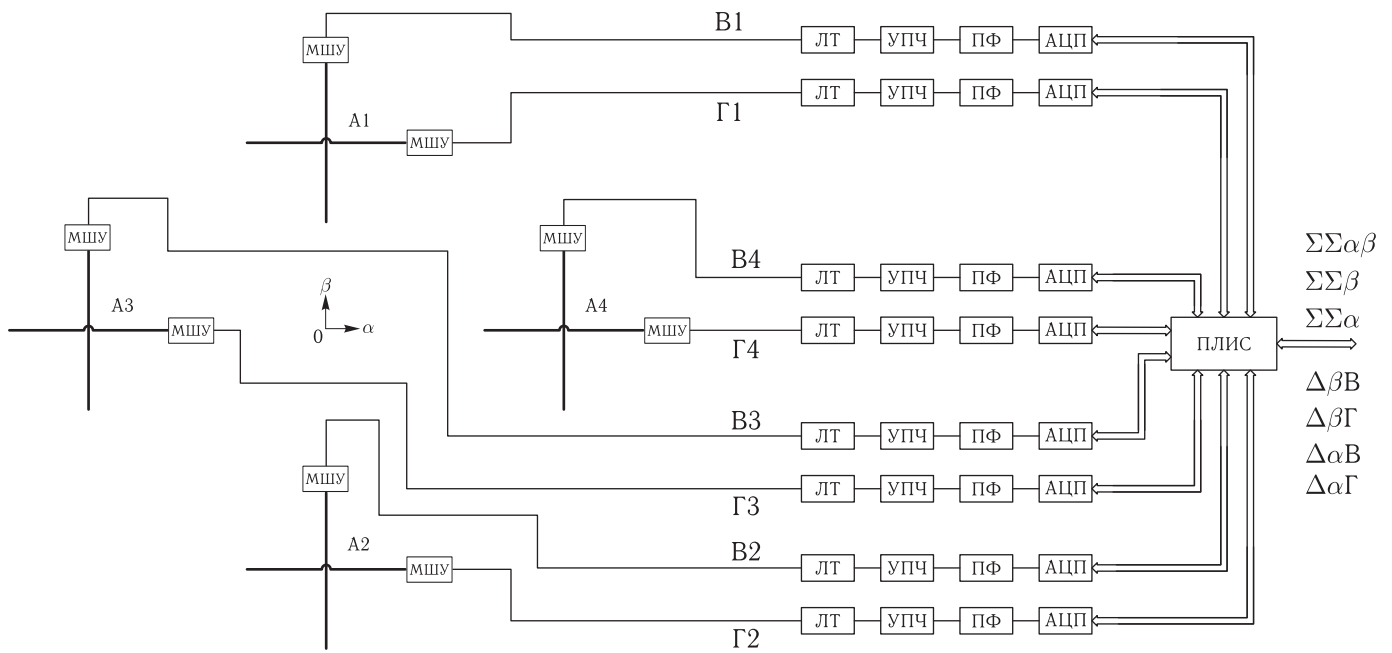 В1
МШУ
ЛТ УПЧ ПФ АЦП
ЛТ УПЧ ПФ АЦП
Г1
А1
МШУ
МШУ
МШУ
ΣΣαβ
В4
ЛТ УПЧ ПФ АЦП
ΣΣβ
β
А3
А4
ΣΣα
МШУ
0
α
МШУ
ЛТ УПЧ ПФ АЦП
Г4
ПЛИС
ΔβВ
ΔβГ
В3
ЛТ УПЧ ПФ АЦП
ΔαВ
МШУ
ЛТ УПЧ ПФ АЦП
ΔαГ
Г3
А2
В2
МШУ
ЛТ УПЧ ПФ АЦП
ЛТ УПЧ ПФ АЦП
Г2